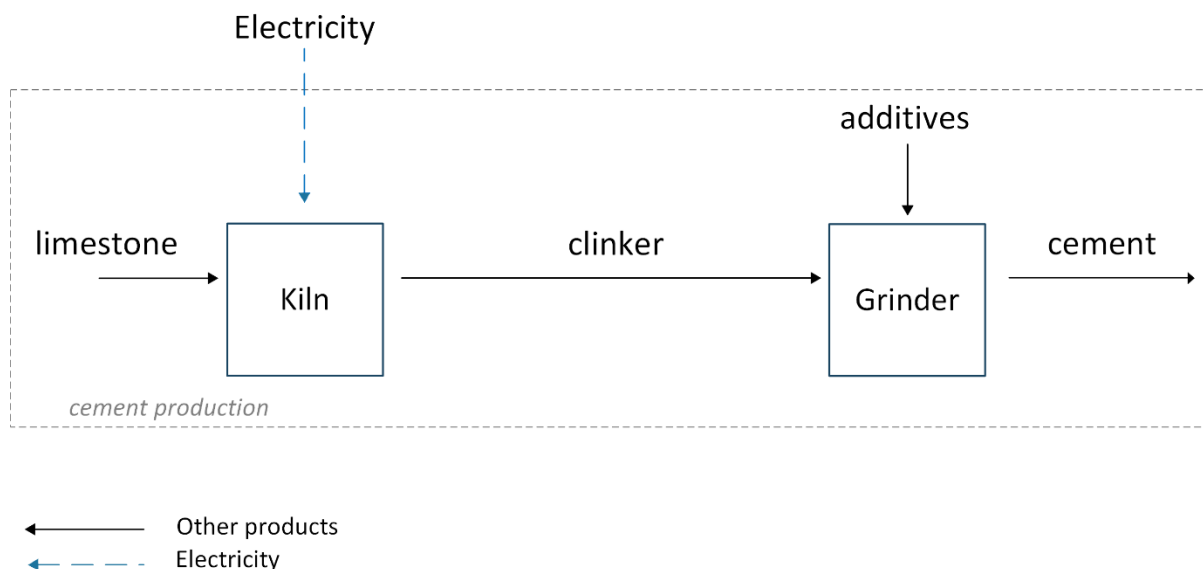 Electricity
additives
limestone
clinker
cement
Kiln
Grinder
cement production
Other products
Electricity